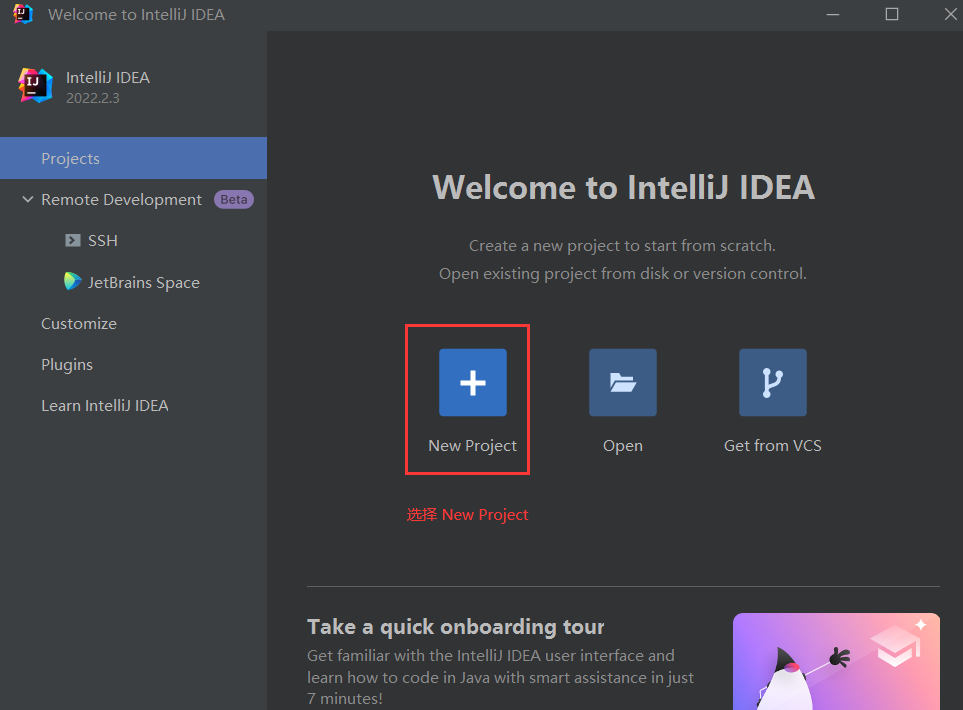 Welcome to IntelliJ IDEA
IJ
IntelliJ IDEA
2022.2.3
Projects
Remote Development Beta
SSH
JetBrains Space
Customize
Plugins
Learn IntelliJ IDEA
Welcome to IntelliJ IDEA
Create a new project to start from scratch.
Open existing project from disk or version control.
New Project
Open
Get from VCS
选择 New Project
Take a quick onboarding tour
Get familiar with the IntelliJ IDEA user interface and
learn how to code in Java with smart assistance in just
7 minutes!